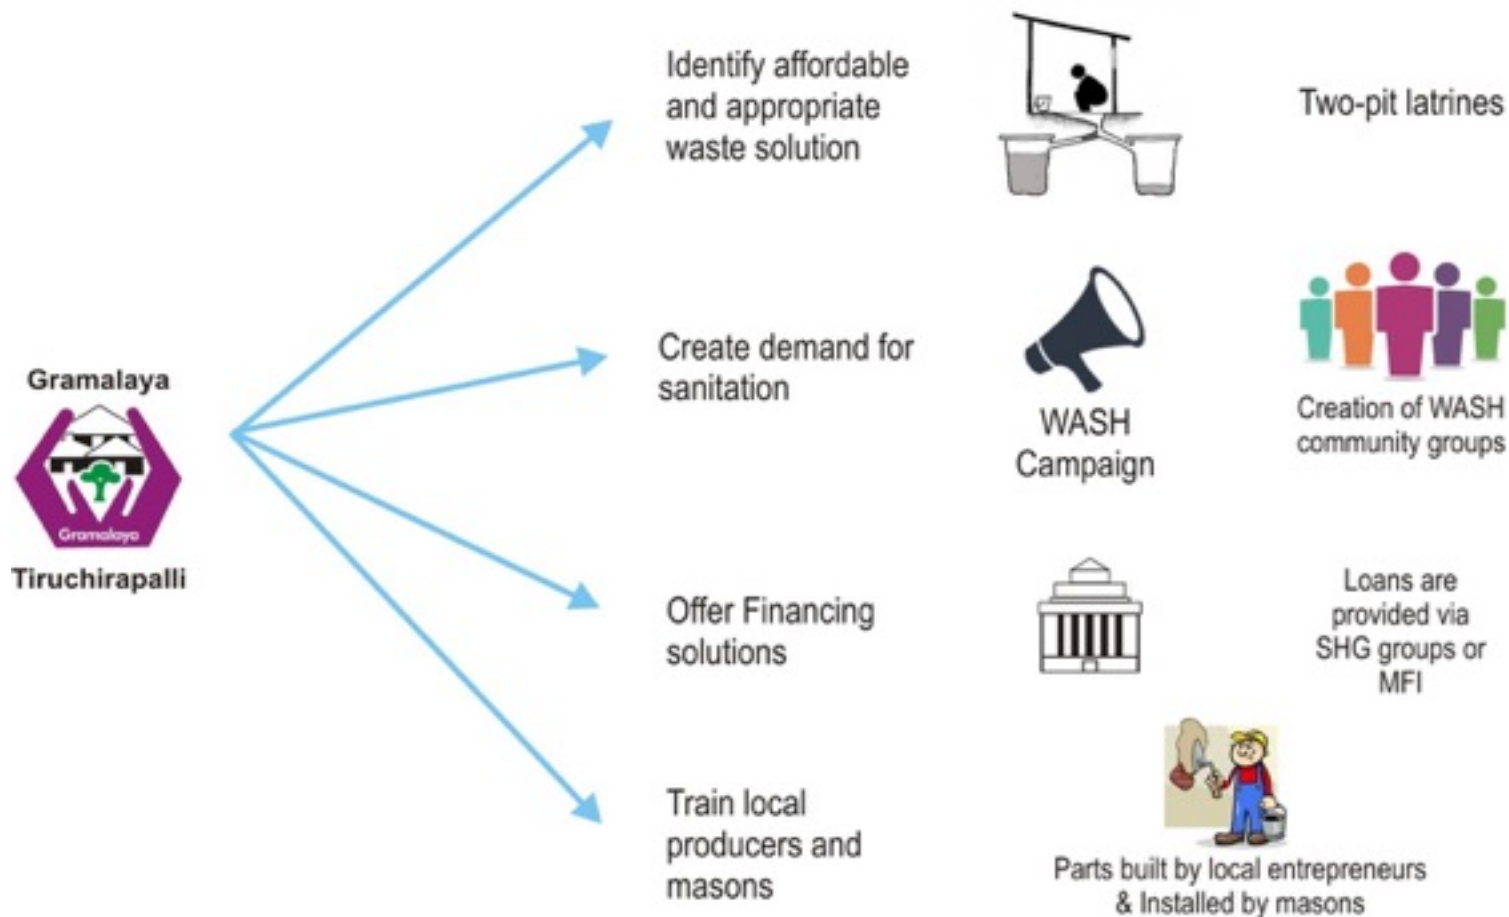 Gramalaya
Gramalaya
Tiruchirapalli
Identify affordable
and appropriate
waste solution
Two-pit latrines
Create demand for
sanitation
WASH
Campaign
Creation of WASH
community groups
Offer Financing
solutions
Loans are
provided via
SHG groups or
MFI
Train local
producers and
masons
Parts built by local entrepreneurs
& Installed by masons